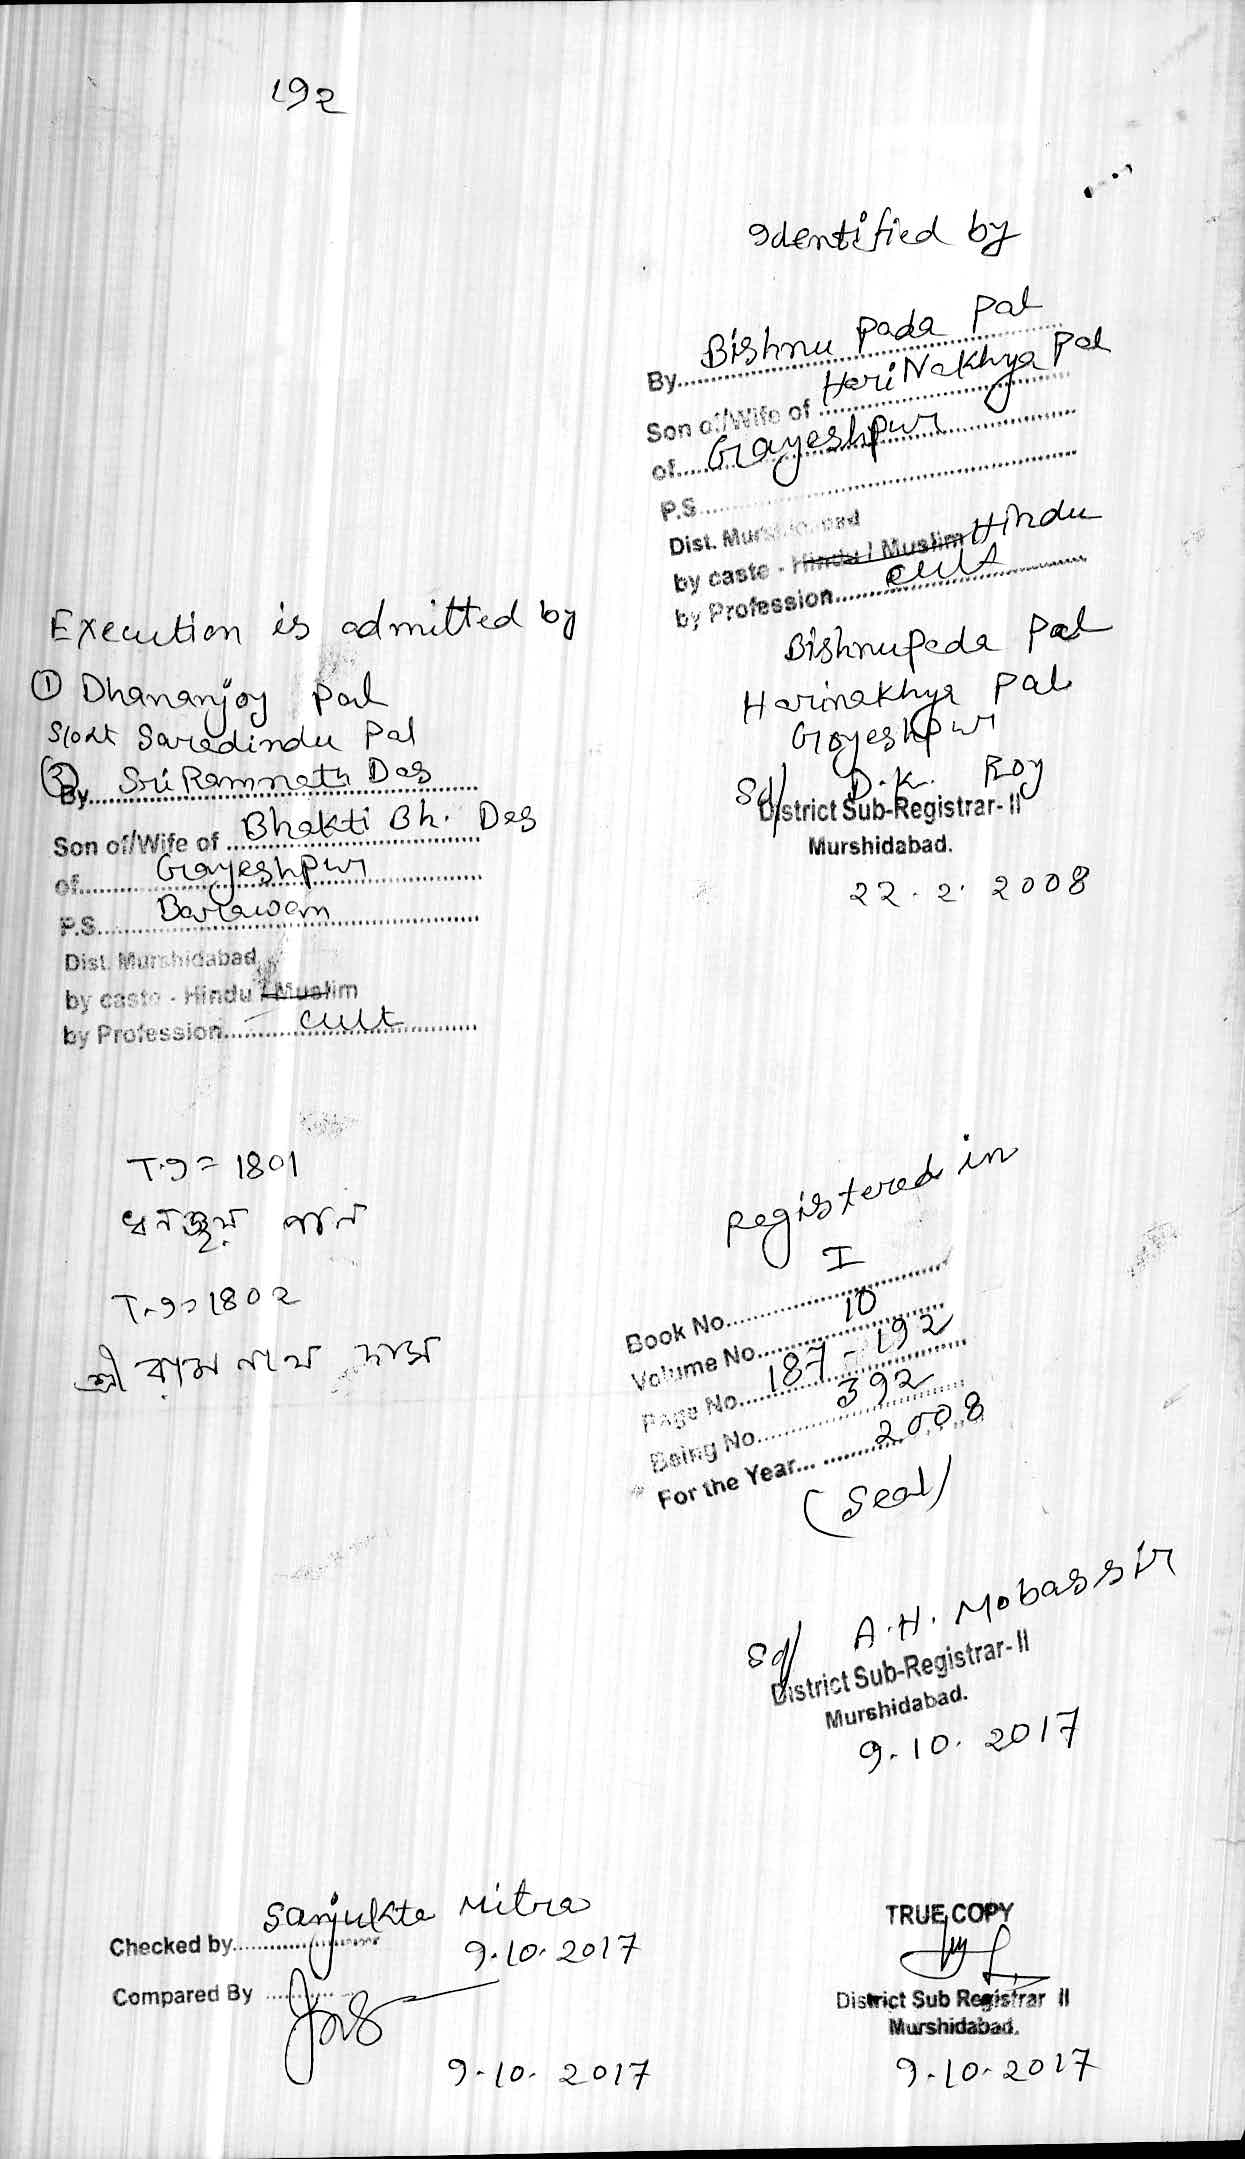 192
Identified by
By Bishnu Pada Pal
Son of/Wife of HariNakhya Pal
of Gayeshpur
P.S
Dist. Murshidabad
by caste - Hindu / Muslim Hindu
by Profession cult
Bishnupada Pal
Harinakhya Pal
Gayeshpur
Sd/ D.K. Roy
District Sub-Registrar- II
Murshidabad.
22.2.2008
Execution is admitted by
① Dhananjoy Pal
S/o Lt Saradindu Pal
② By Sri Ramnath Das
Son of/Wife of Bhakti Bh. Das
of Gayeshpur
P.S. Barawan
Dist. Murshidabad
by caste - Hindu / Muslim
by Profession cult
T.I = 1801
ধনঞ্জয় পাল
T.I = 1802
শ্রী রাম নাথ দাস
Registered in
Book No. I
Volume No. 10
Page No. 187 - 192
Being No. 392
For the Year... 2008
(Seal)
Sd/ A.H. Mobassir
District Sub-Registrar- II
Murshidabad.
9.10.2017
Checked by Sanjukta Mitra
9.10.2017
Compared By
9.10.2017
TRUE COPY
District Sub Registrar II
Murshidabad.
9.10.2017